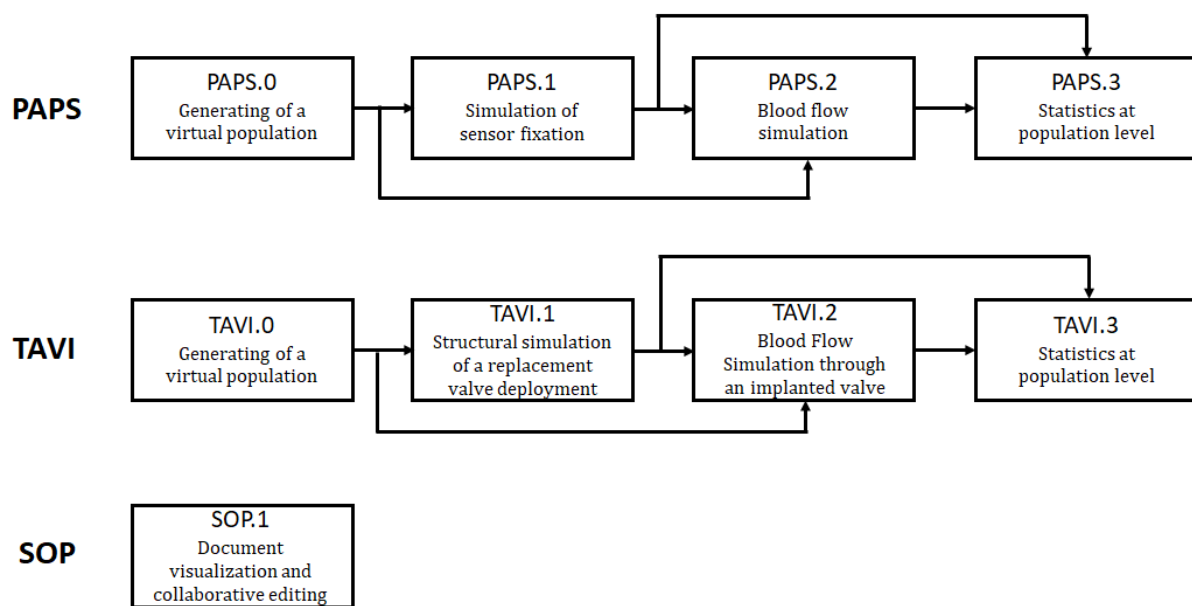 PAPS
PAPS.0
Generating of a
virtual population
PAPS.1
Simulation of
sensor fixation
PAPS.2
Blood flow
simulation
PAPS.3
Statistics at
population level
TAVI
TAVI.0
Generating of a
virtual population
TAVI.1
Structural simulation
of a replacement
valve deployment
TAVI.2
Blood Flow
Simulation through
an implanted valve
TAVI.3
Statistics at
population level
SOP
SOP.1
Document
visualization and
collaborative editing